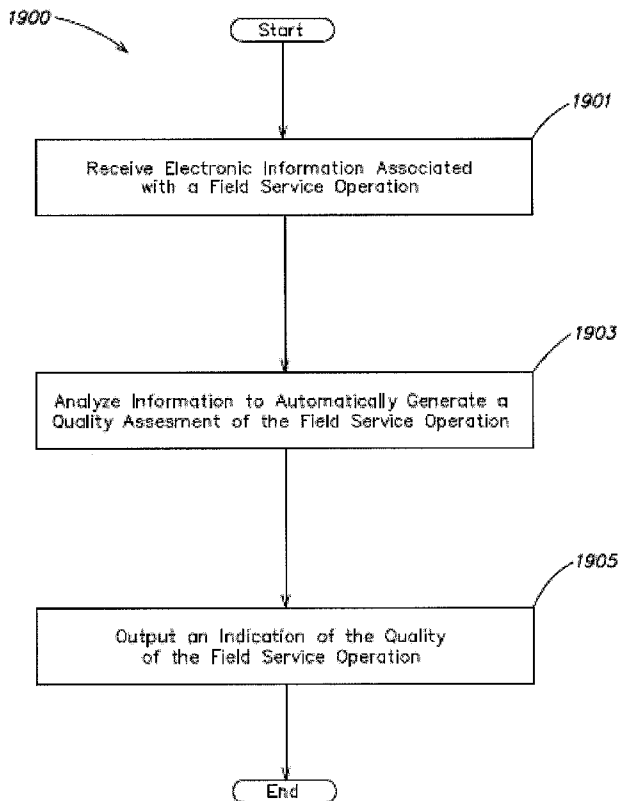 1900
Start
1901
Receive Electronic Information Associated
with a Field Service Operation
1903
Analyze Information to Automatically Generate a
Quality Assesment of the Field Service Operation
1905
Output an Indication of the Quality
of the Field Service Operation
End